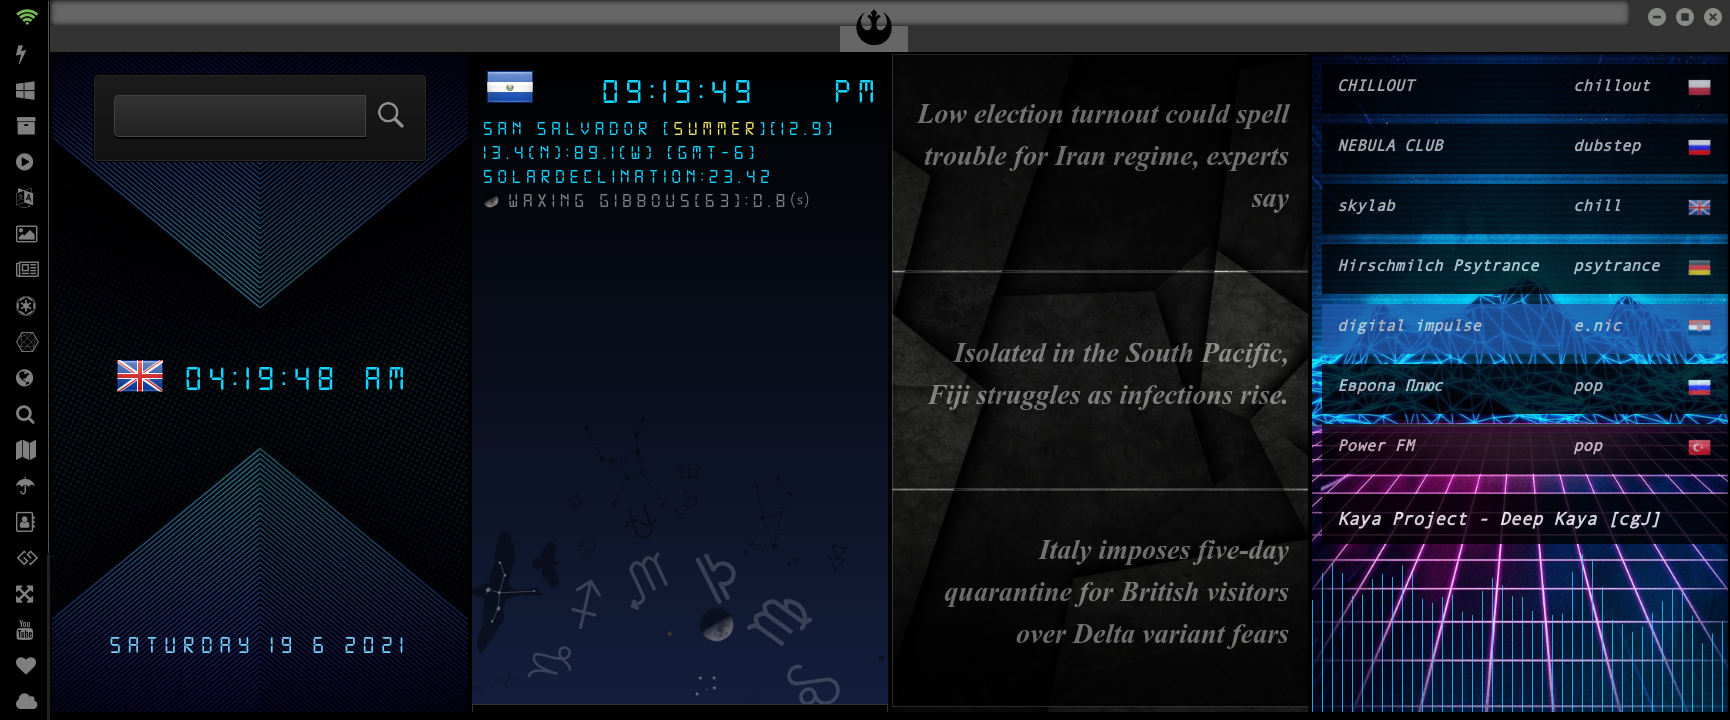 09:19:49 PM
SAN SALVADOR [SUMMER][12.9]
13.4(N):89.1(W) [GMT-6]
SOLARDECLINATION:23.42
WAXING GIBBOUS[63]:0.8(s)
04:19:48 AM
SATURDAY 19 6 2021
Low election turnout could spell
trouble for Iran regime, experts
say
Isolated in the South Pacific,
Fiji struggles as infections rise.
Italy imposes five-day
quarantine for British visitors
over Delta variant fears
CHILLOUT chillout
NEBULA CLUB dubstep
skylab chill
Hirschmilch Psytrance psytrance
digital impulse e.nic
Европа Плюс pop
Power FM pop
Kaya Project - Deep Kaya [cgJ]
You
Tube